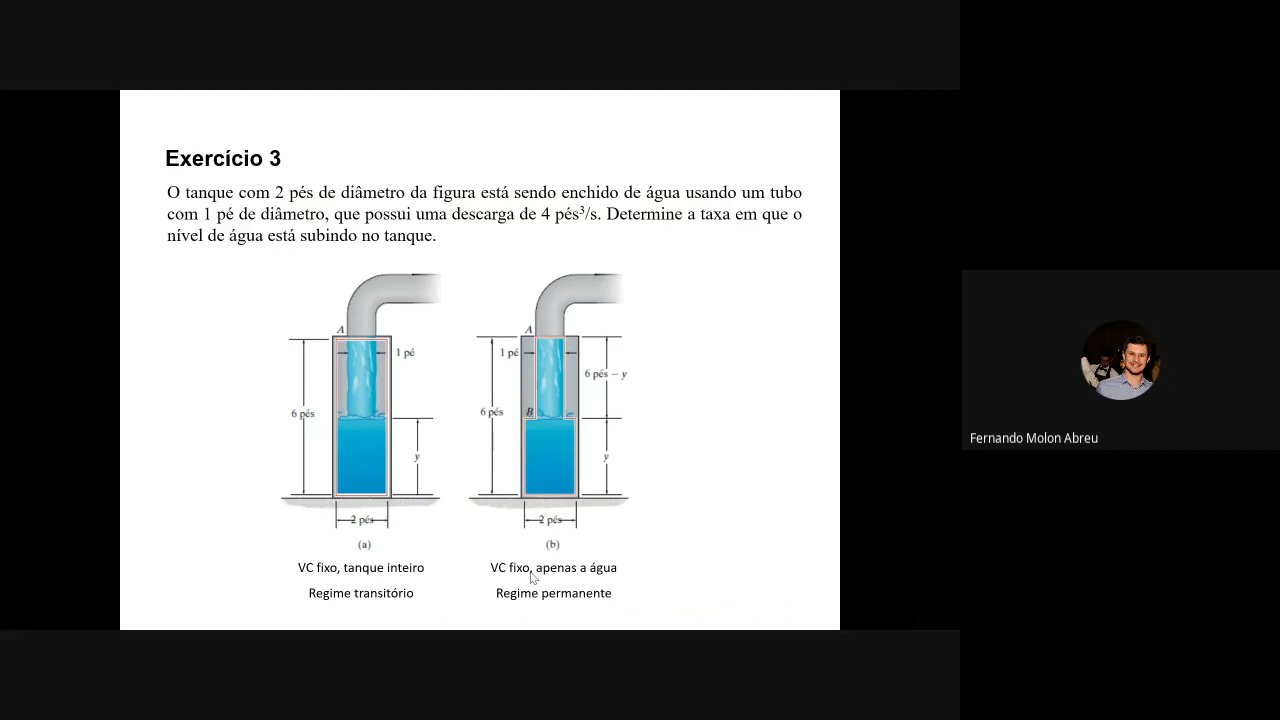 Exercício 3
O tanque com 2 pés de diâmetro da figura está sendo enchido de água usando um tubo
com 1 pé de diâmetro, que possui uma descarga de 4 pés³/s. Determine a taxa em que o
nível de água está subindo no tanque.
A
1 pé
6 pés
y
2 pés
(a)
VC fixo, tanque inteiro
Regime transitório
A
1 pé
6 pés – y
B
6 pés
y
2 pés
(b)
VC fixo, apenas a água
Regime permanente
Fernando Molon Abreu